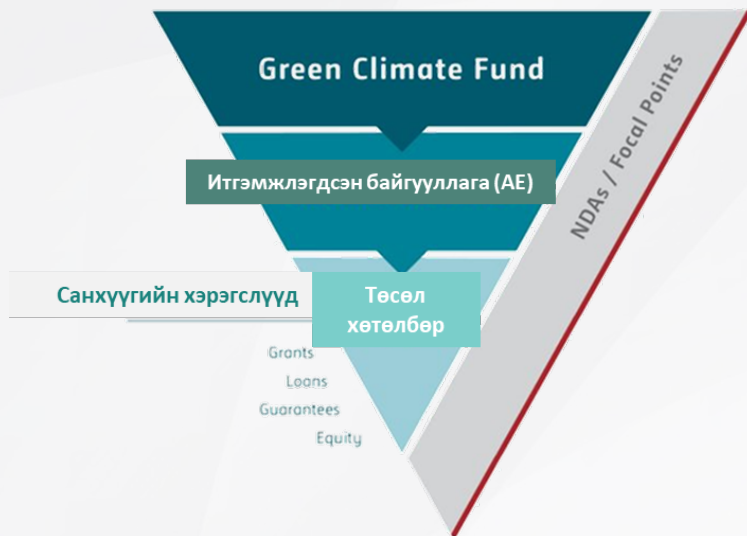 Green Climate Fund
NDAs / Focal Points
Итгэмжлэгдсэн байгууллага (AE)
Санхүүгийн хэрэгслүүд
Төсөл
хөтөлбөр
Grants
Loans
Guarantees
Equity